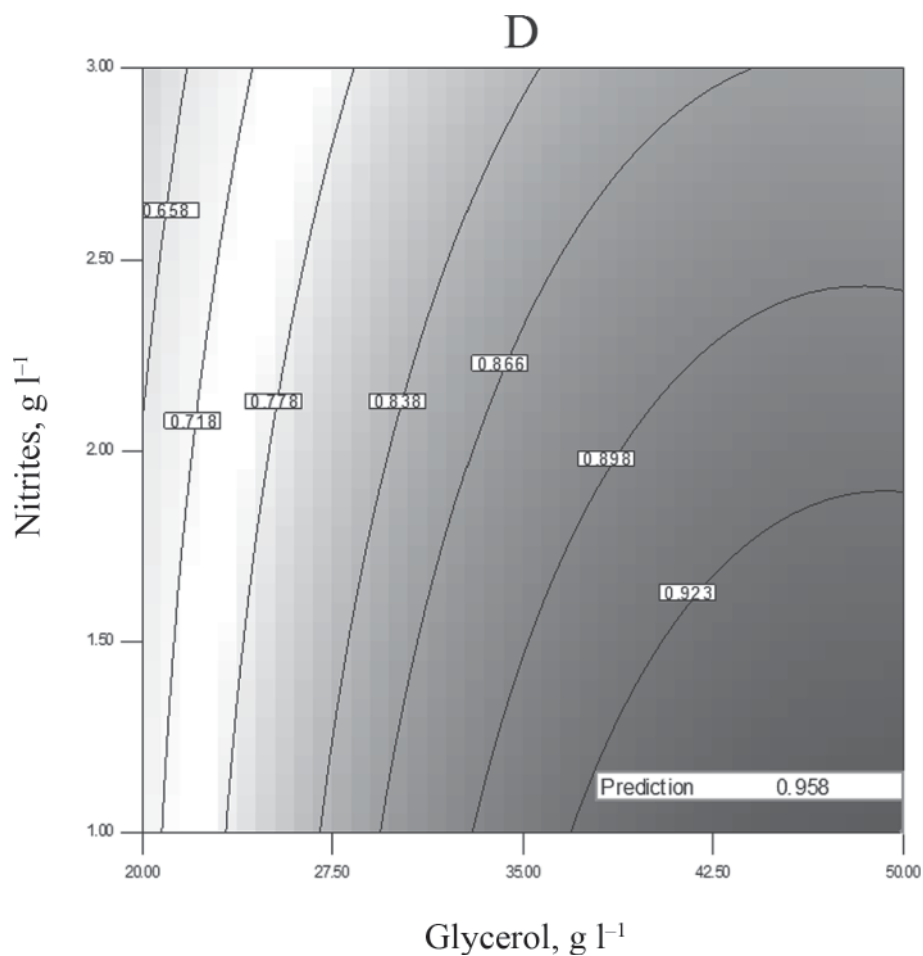 D
3.00
0.658
2.50
0.866
0.778
0.838
0.718
2.00
0.898
Nitrites, g l⁻¹
0.923
1.50
Prediction 0.958
1.00
20.00 27.50 35.00 42.50 50.00
Glycerol, g l⁻¹